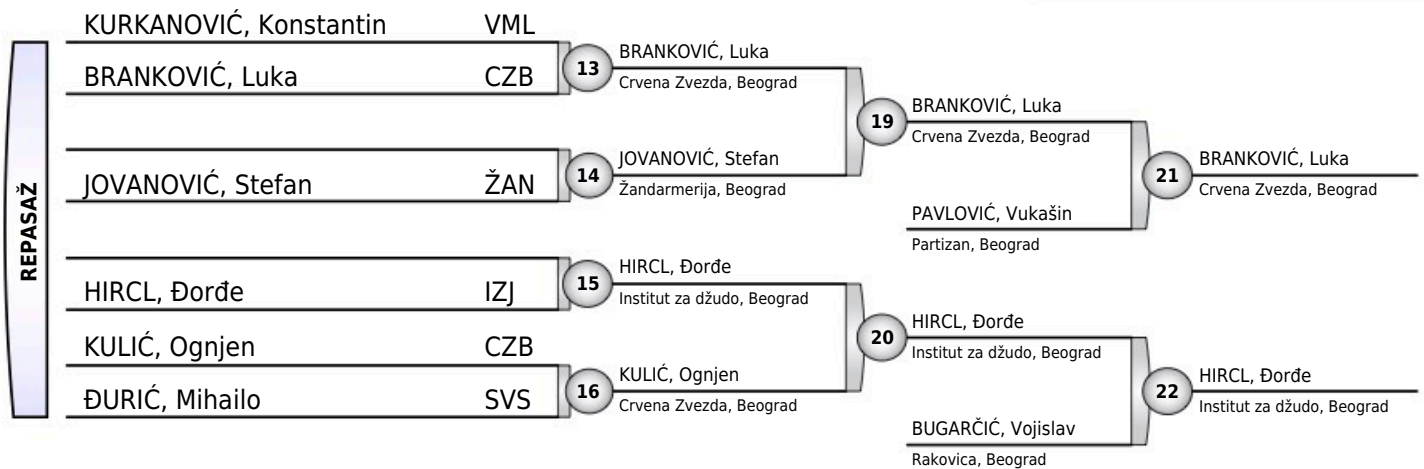 REPASAŽ
KURKANOVIĆ, Konstantin VML
BRANKOVIĆ, Luka CZB
JOVANOVIĆ, Stefan ŽAN
HIRCL, Đorđe IZJ
KULIĆ, Ognjen CZB
ĐURIĆ, Mihailo SVS
13
BRANKOVIĆ, Luka
Crvena Zvezda, Beograd
14
JOVANOVIĆ, Stefan
Žandarmerija, Beograd
15
HIRCL, Đorđe
Institut za džudo, Beograd
16
KULIĆ, Ognjen
Crvena Zvezda, Beograd
19
BRANKOVIĆ, Luka
Crvena Zvezda, Beograd
PAVLOVIĆ, Vukašin
Partizan, Beograd
20
HIRCL, Đorđe
Institut za džudo, Beograd
BUGARČIĆ, Vojislav
Rakovica, Beograd
21
BRANKOVIĆ, Luka
Crvena Zvezda, Beograd
22
HIRCL, Đorđe
Institut za džudo, Beograd